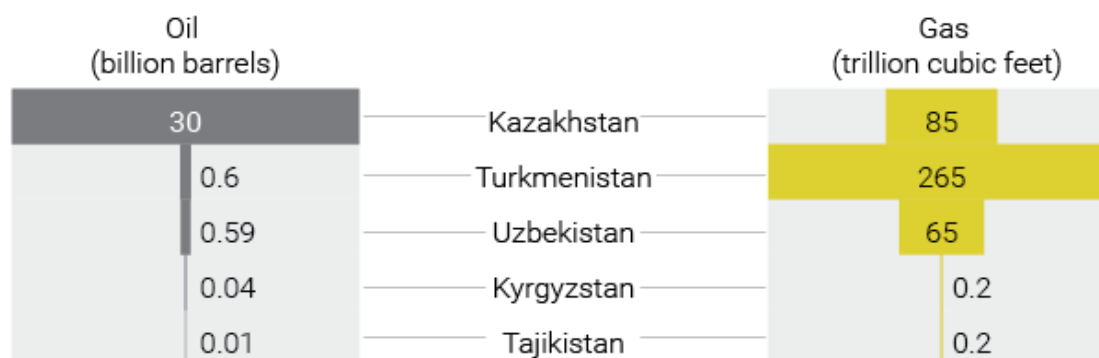 Oil
(billion barrels)
Gas
(trillion cubic feet)
30 Kazakhstan 85
0.6 Turkmenistan 265
0.59 Uzbekistan 65
0.04 Kyrgyzstan 0.2
0.01 Tajikistan 0.2